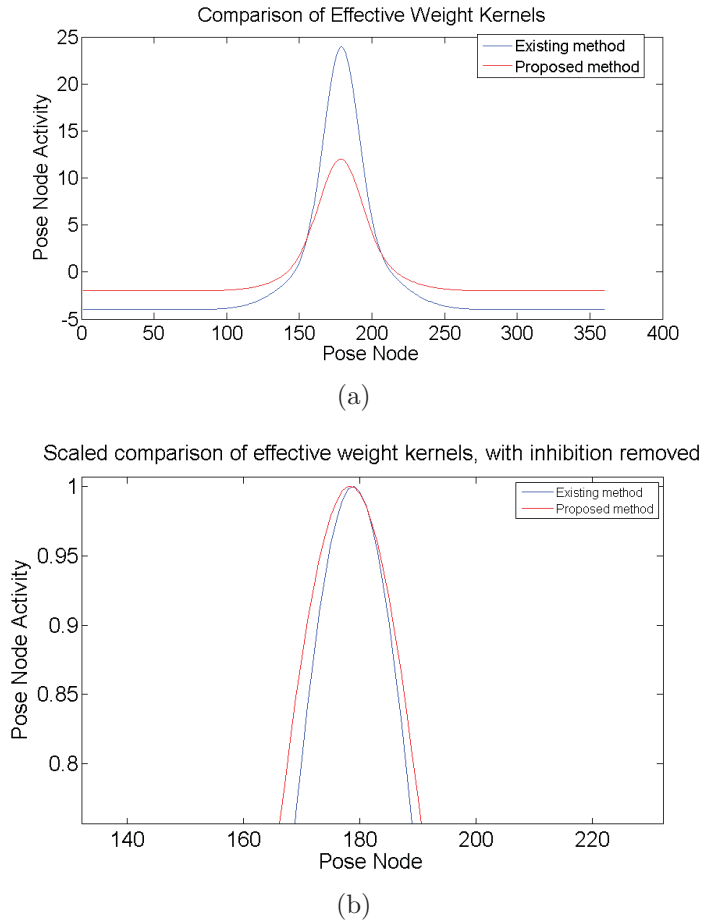 Comparison of Effective Weight Kernels
Existing method
Proposed method
25
20
15
10
5
0
-5
Pose Node Activity
0 50 100 150 200 250 300 350 400
Pose Node
(a)
Scaled comparison of effective weight kernels, with inhibition removed
Existing method
Proposed method
1
0.95
0.9
0.85
0.8
Pose Node Activity
140 160 180 200 220
Pose Node
(b)